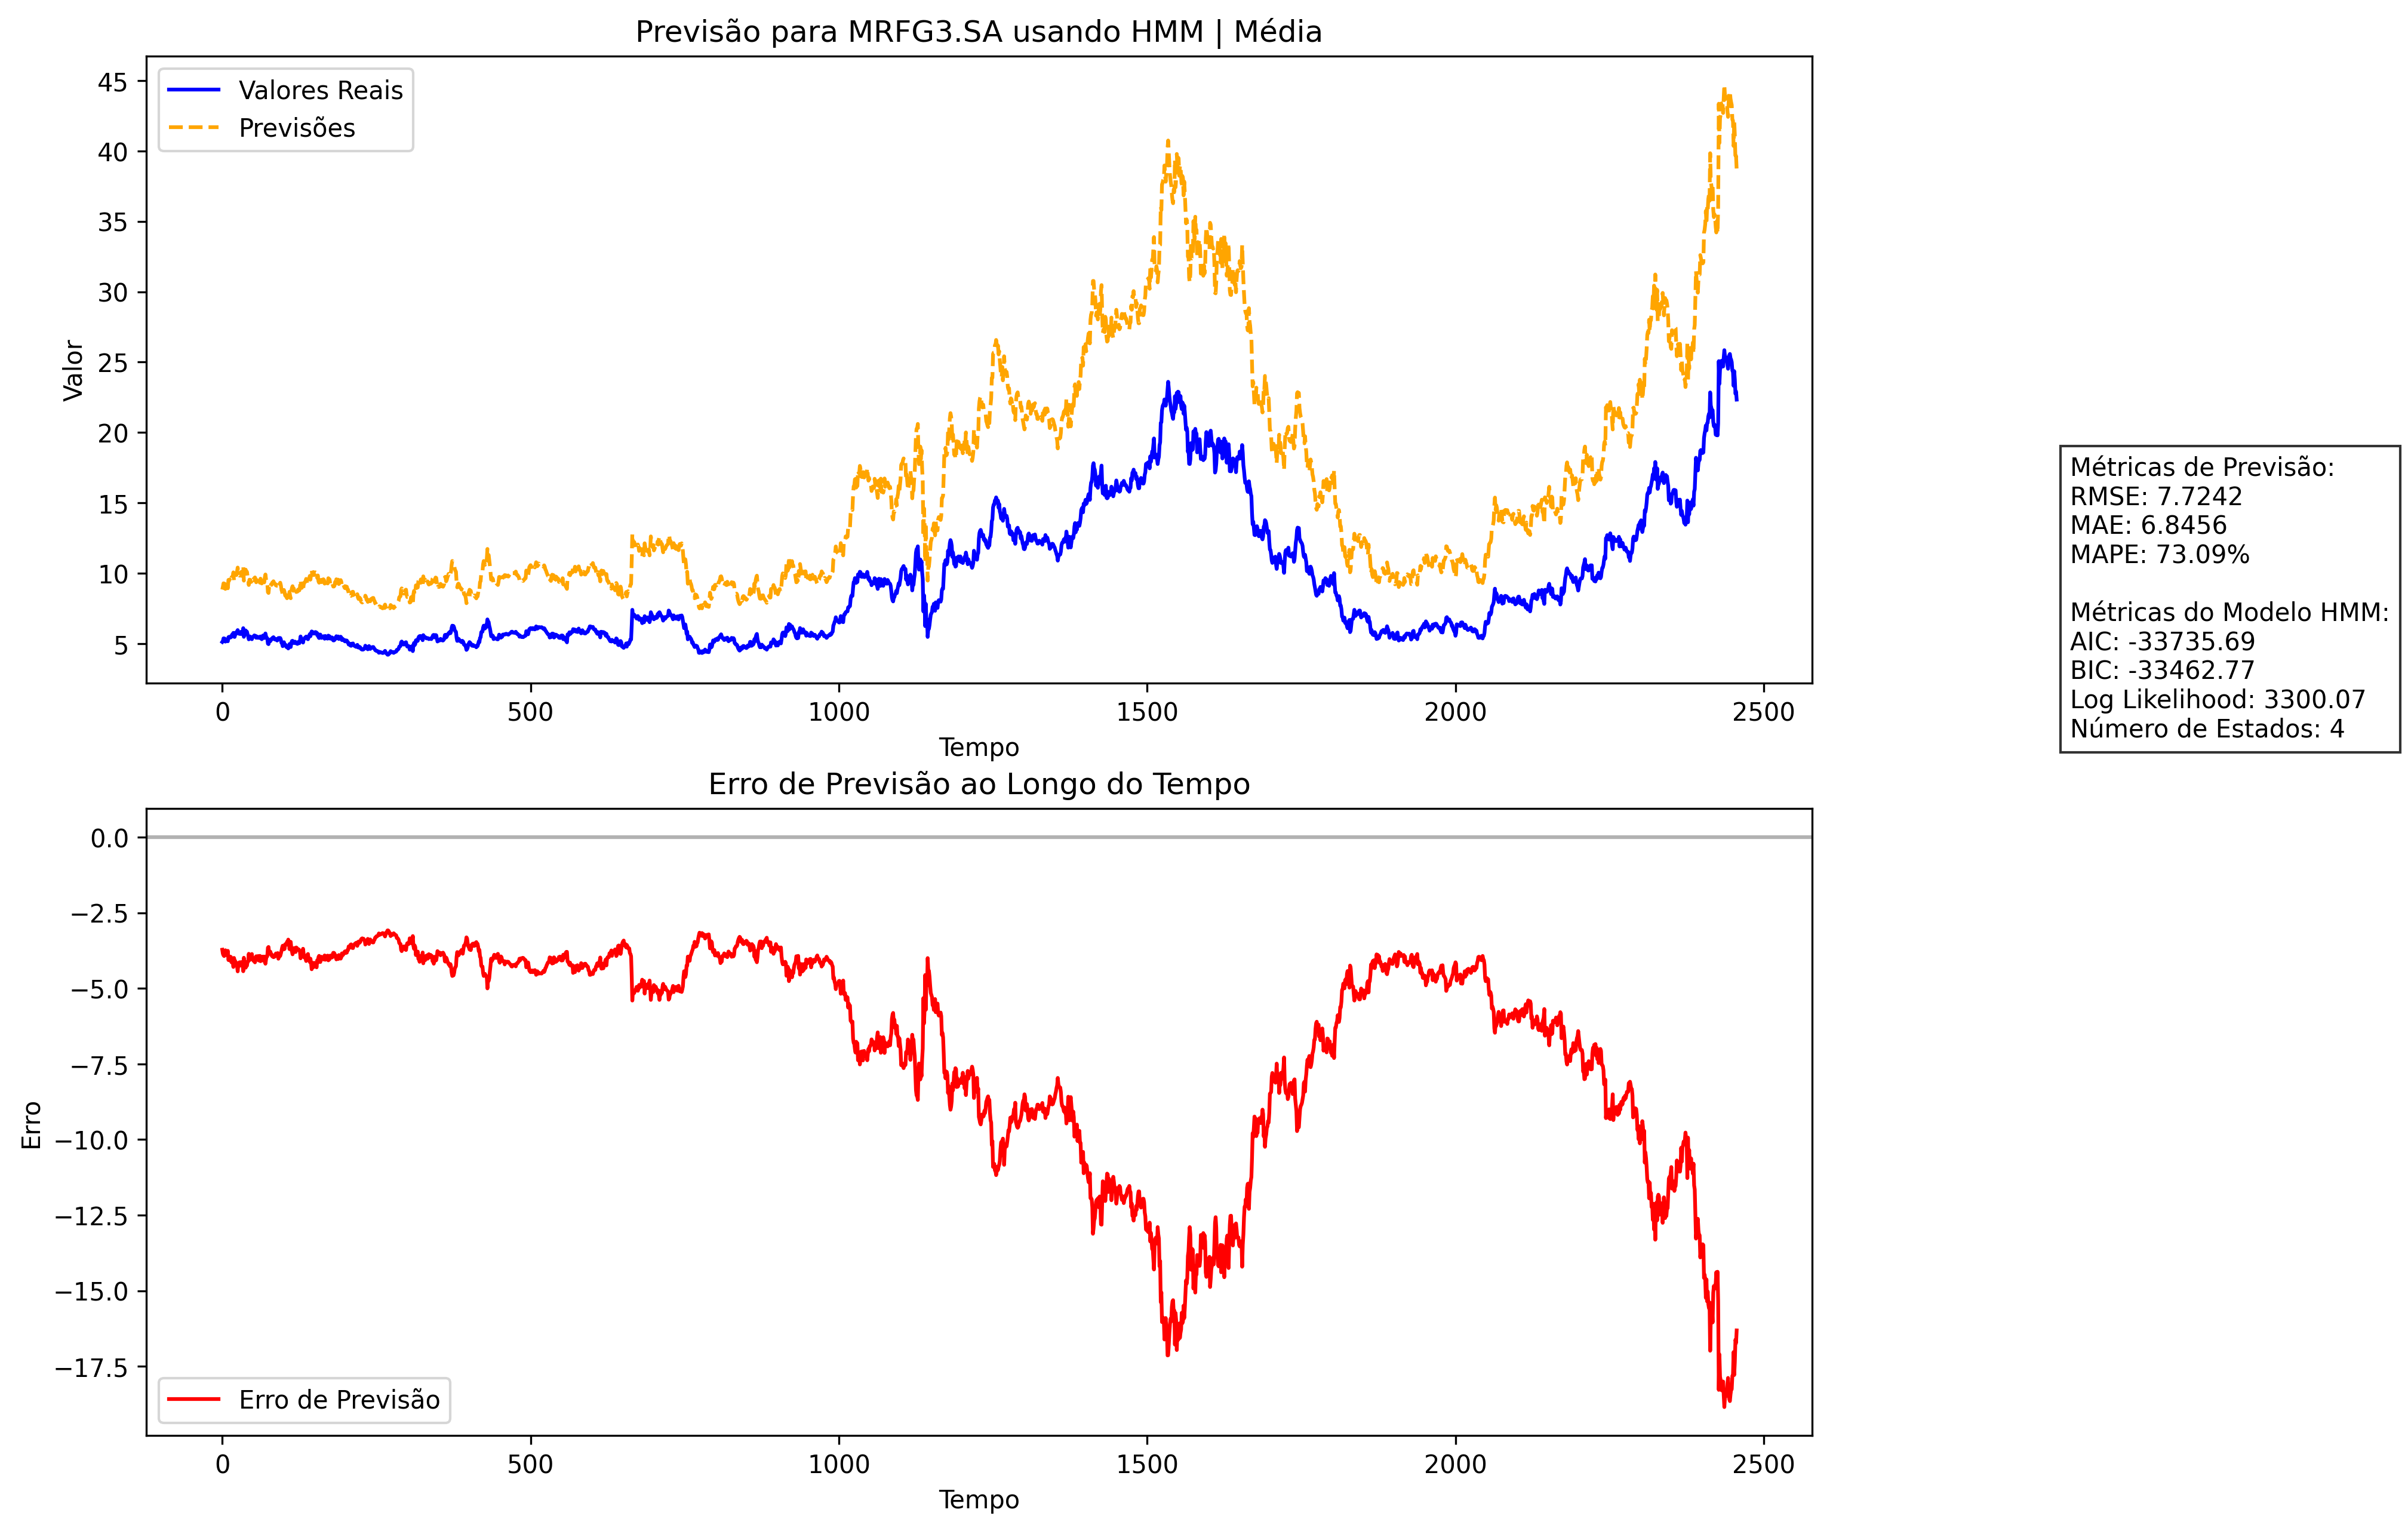 Previsão para MRFG3.SA usando HMM | Média
Valores Reais
Previsões
45
40
35
30
25
20
15
10
5
Valor
0
500
1000
1500
2000
2500
Tempo
Métricas de Previsão:
RMSE: 7.7242
MAE: 6.8456
MAPE: 73.09%
Métricas do Modelo HMM:
AIC: -33735.69
BIC: -33462.77
Log Likelihood: 3300.07
Número de Estados: 4
Erro de Previsão ao Longo do Tempo
0.0
−2.5
−5.0
−7.5
−10.0
−12.5
−15.0
−17.5
Erro
Erro de Previsão
0
500
1000
1500
2000
2500
Tempo